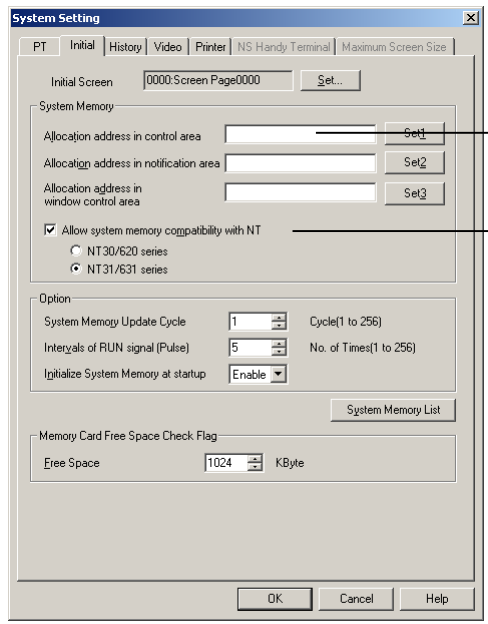 System Setting
PT Initial History Video Printer NS Handy Terminal Maximum Screen Size
Initial Screen 0000:Screen Page0000 Set...
System Memory
Allocation address in control area Set1
Allocation address in notification area Set2
Allocation address in
window control area Set3
Allow system memory compatibility with NT
NT30/620 series
NT31/631 series
Option
System Memory Update Cycle 1 Cycle(1 to 256)
Intervals of RUN signal (Pulse) 5 No. of Times(1 to 256)
Initialize System Memory at startup Enable
System Memory List
Memory Card Free Space Check Flag
Free Space 1024 KByte
OK Cancel Help